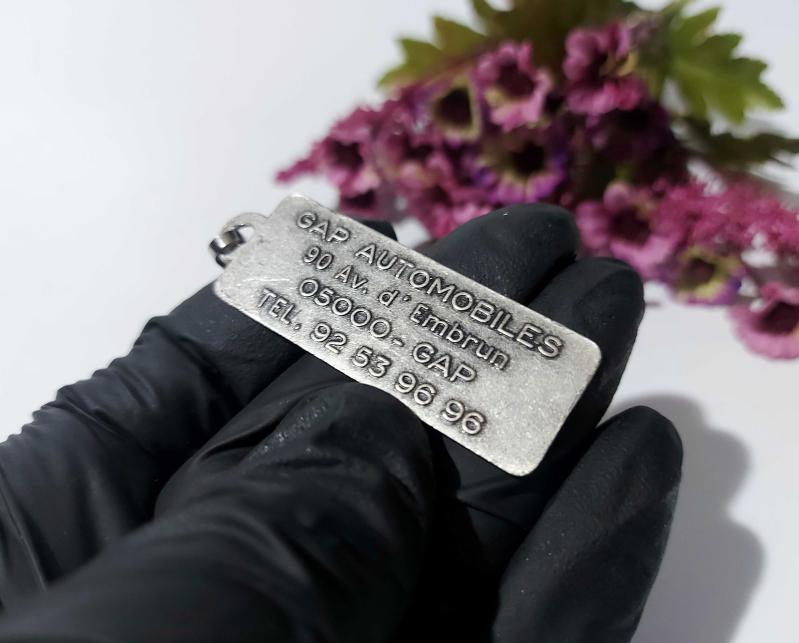 GAP AUTOMOBILES
90 Av. d'Embrun
05000-GAP
TEL. 92 53 96 96